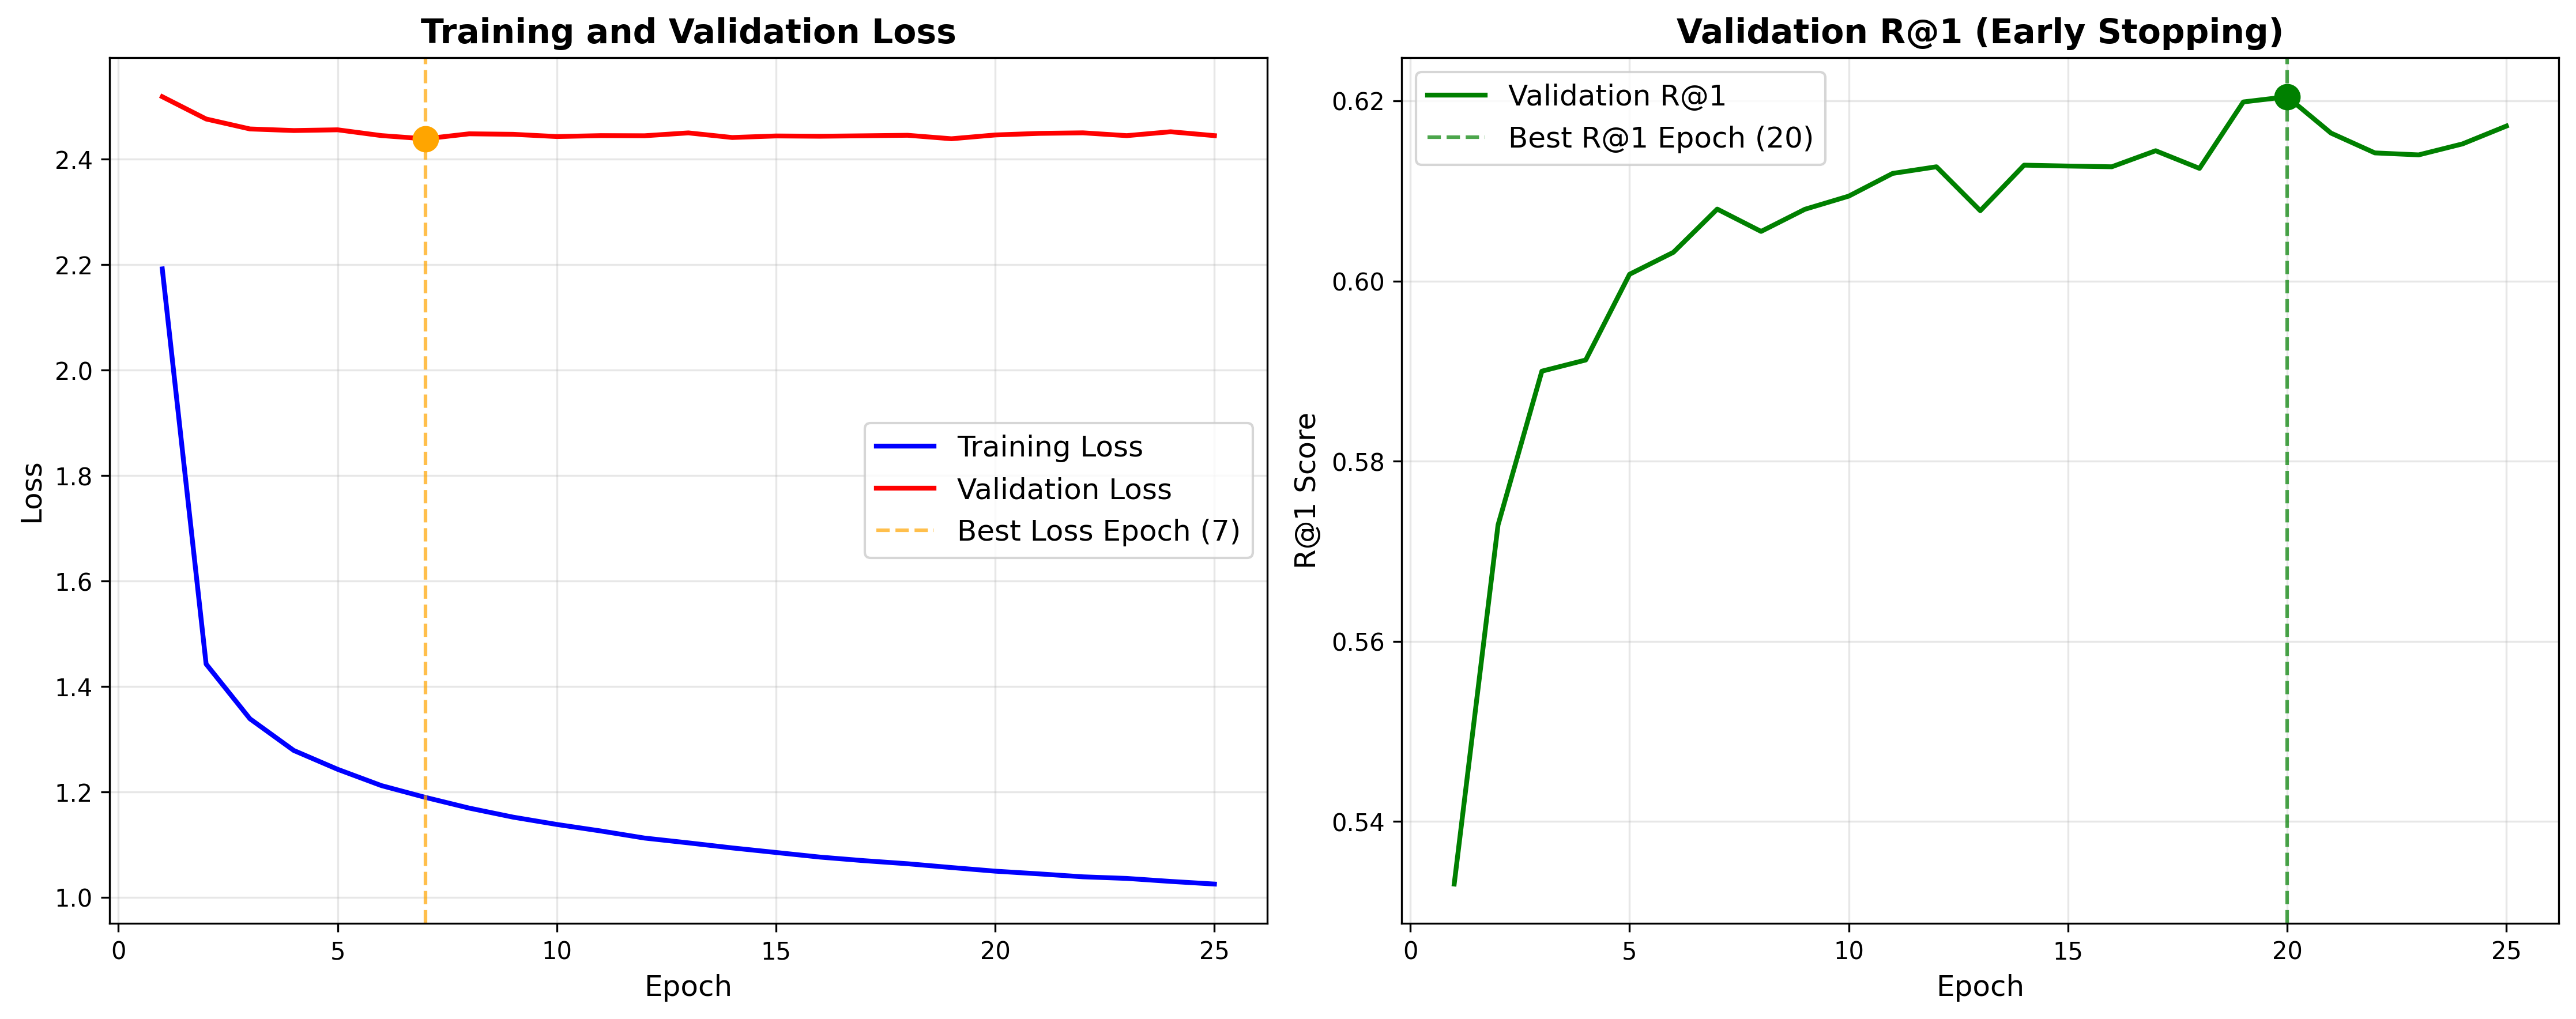 Training and Validation Loss
Loss
2.4
2.2
2.0
1.8
1.6
1.4
1.2
1.0
Training Loss
Validation Loss
Best Loss Epoch (7)
0
5
10
15
20
25
Epoch
Validation R@1 (Early Stopping)
R@1 Score
0.62
0.60
0.58
0.56
0.54
Validation R@1
Best R@1 Epoch (20)
0
5
10
15
20
25
Epoch